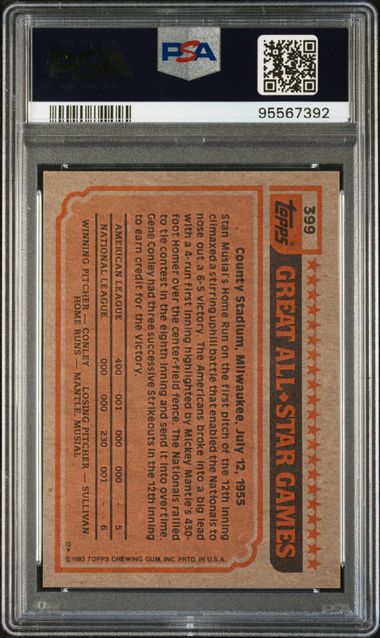 PSA
95567392
399
Topps
GREAT ALL★STAR GAMES
County Stadium, Milwaukee, July 12, 1955
Stan Musial's Home Run on the first pitch of the 12th Inning
climaxed a stirring uphill battle that enabled the Nationals to
nose out a 6-5 victory. The Americans broke into a big lead
with a 4-run first Inning highlighted by Mickey Mantle's 430-
foot Homer over the center-field fence. The Nationals rallied
to tie contest in the eighth inning and send it into overtime.
Gene Conley had three successive Strikeouts in the 12th Inning
to earn credit for the Victory.
AMERICAN LEAGUE 400 001 000 000 - 5
NATIONAL LEAGUE 000 000 230 001 - 6
WINNING PITCHER — CONLEY LOSING PITCHER — SULLIVAN
HOME RUNS — MANTLE, MUSIAL
D*
© 1983 TOPPS CHEWING GUM, INC. PRTD. IN U.S.A.